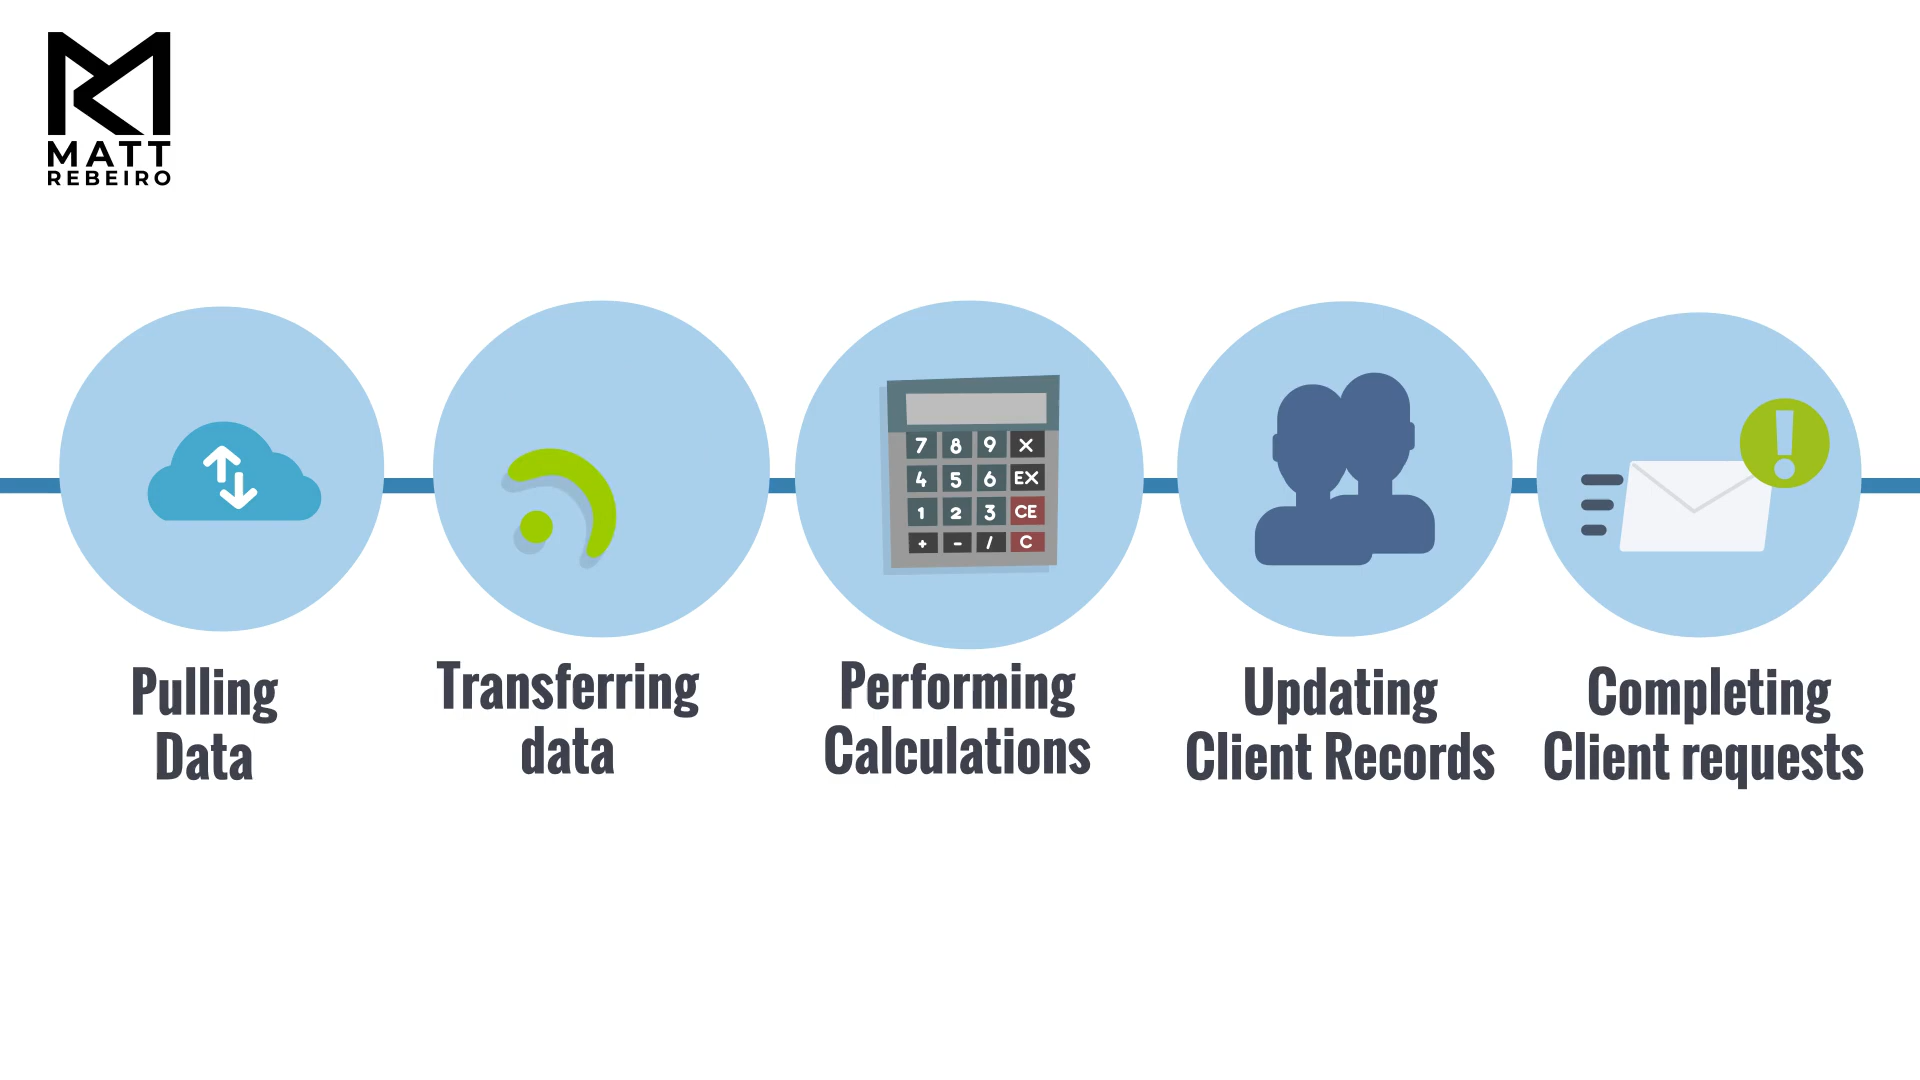 MATT
REBEIRO
7 8 9 X
4 5 6 EX
1 2 3 CE
+ - / C
Pulling
Data
Transferring
data
Performing
Calculations
Updating
Client Records
Completing
Client requests